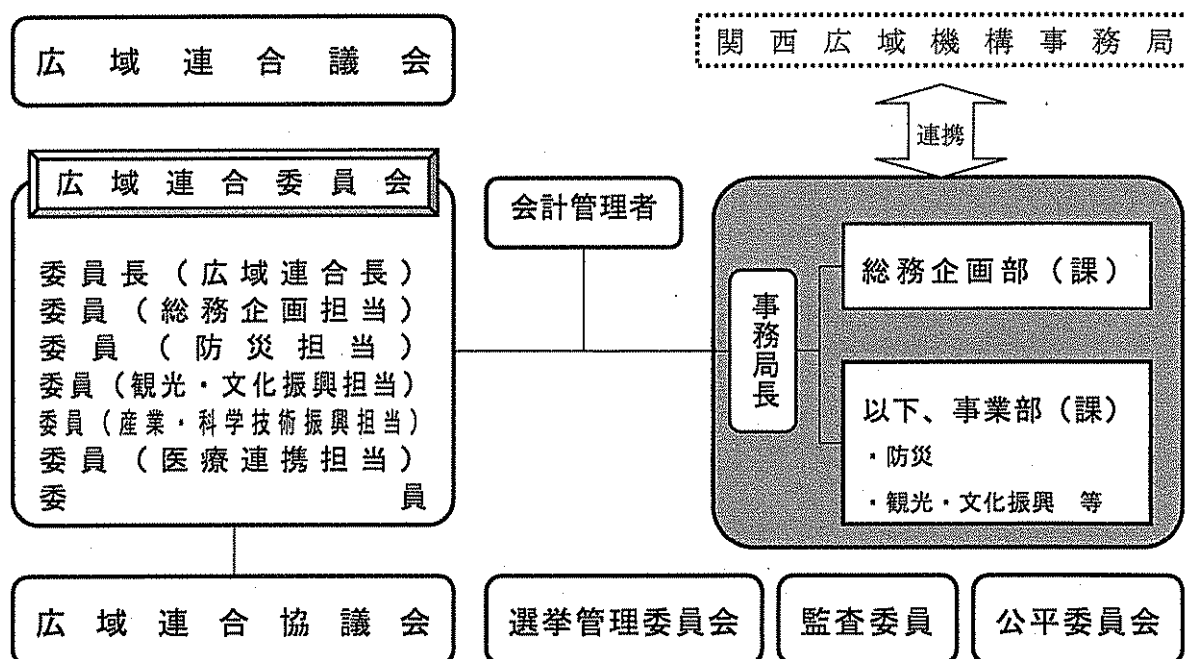 広域連合議会
関西広域機構事務局
連携
広域連合委員会
委員長（広域連合長）
委員（総務企画担当）
委員（防災担当）
委員（観光・文化振興担当）
委員（産業・科学技術振興担当）
委員（医療連携担当）
委員
会計管理者
事務局長
総務企画部（課）
以下、事業部（課）
・防災
・観光・文化振興　等
広域連合協議会
選挙管理委員会
監査委員
公平委員会